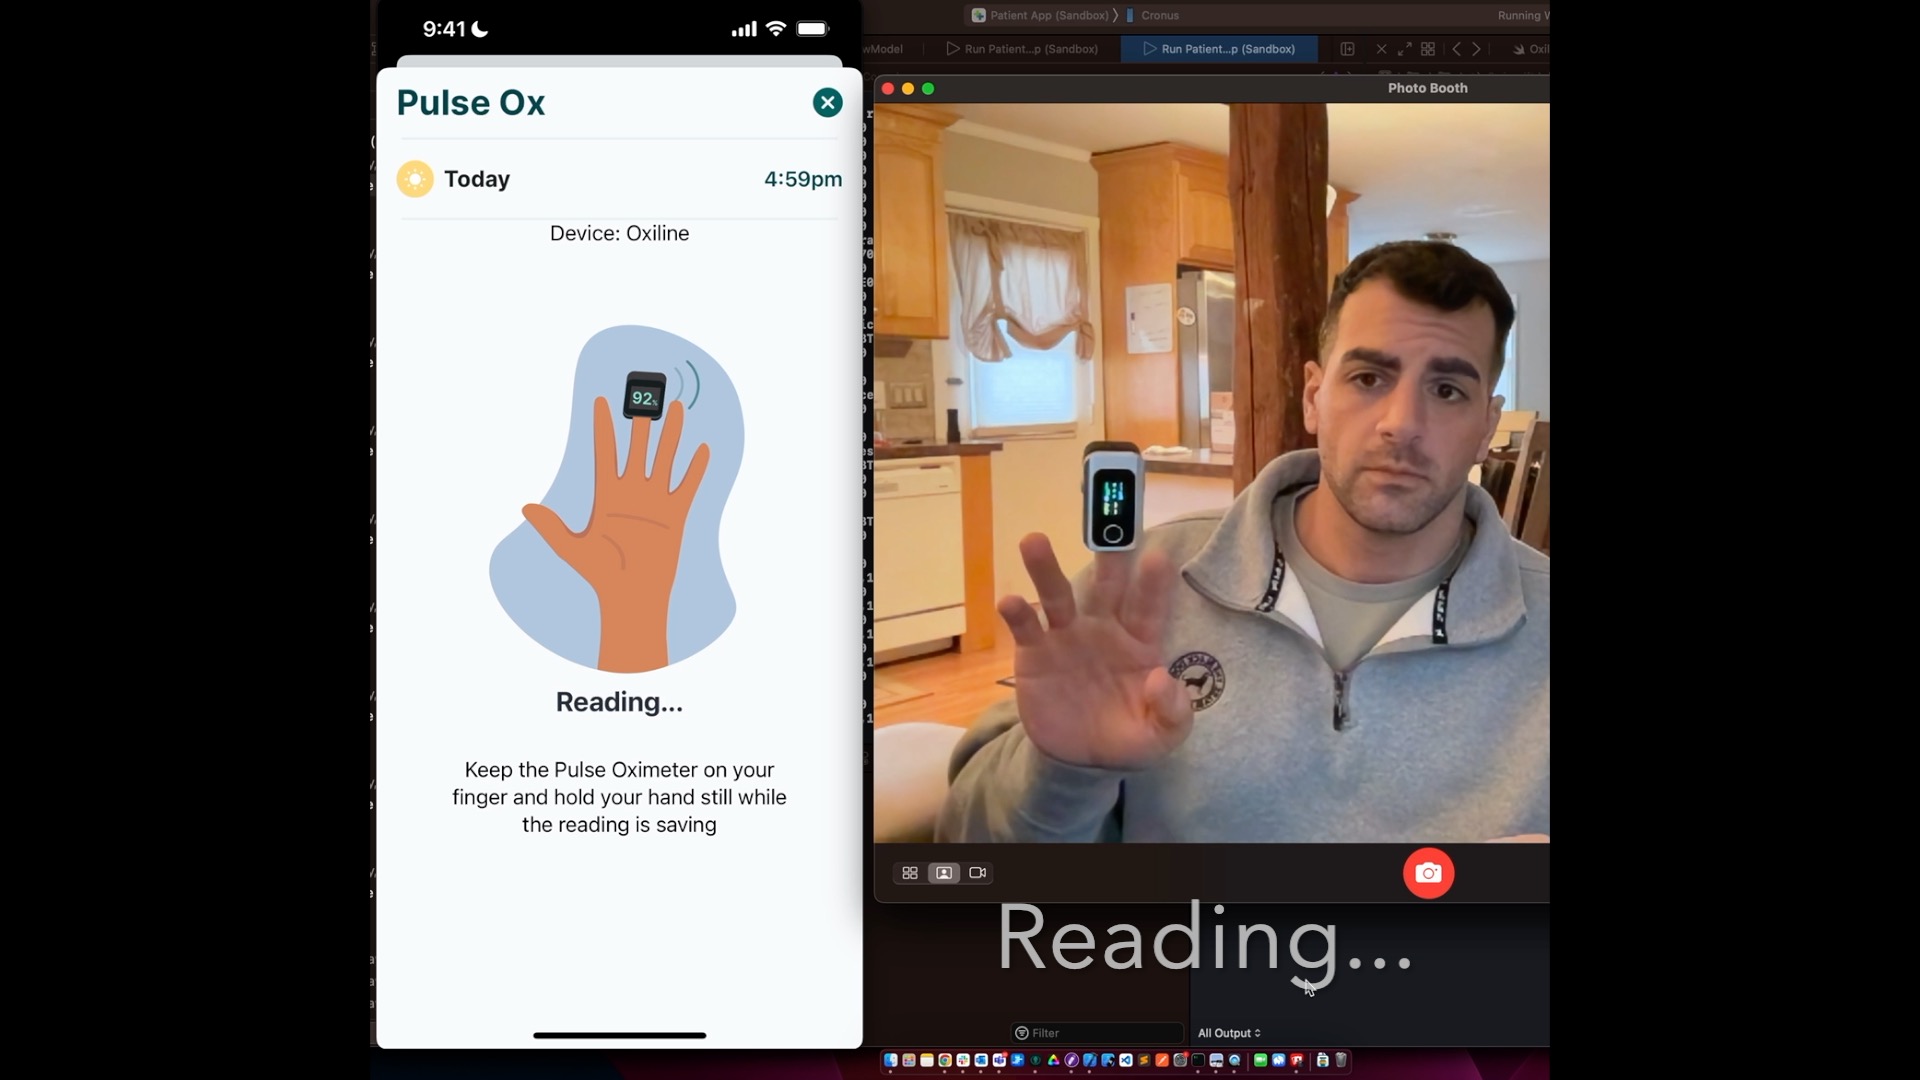 9:41
Pulse Ox
Today
4:59pm
Device: Oxiline
92%
Reading...
Keep the Pulse Oximeter on your
finger and hold your hand still while
the reading is saving
Patient App (Sandbox)
Cronus
Running
Run Patient...p (Sandbox)
Run Patient...p (Sandbox)
Photo Booth
Reading...
Filter
All Output